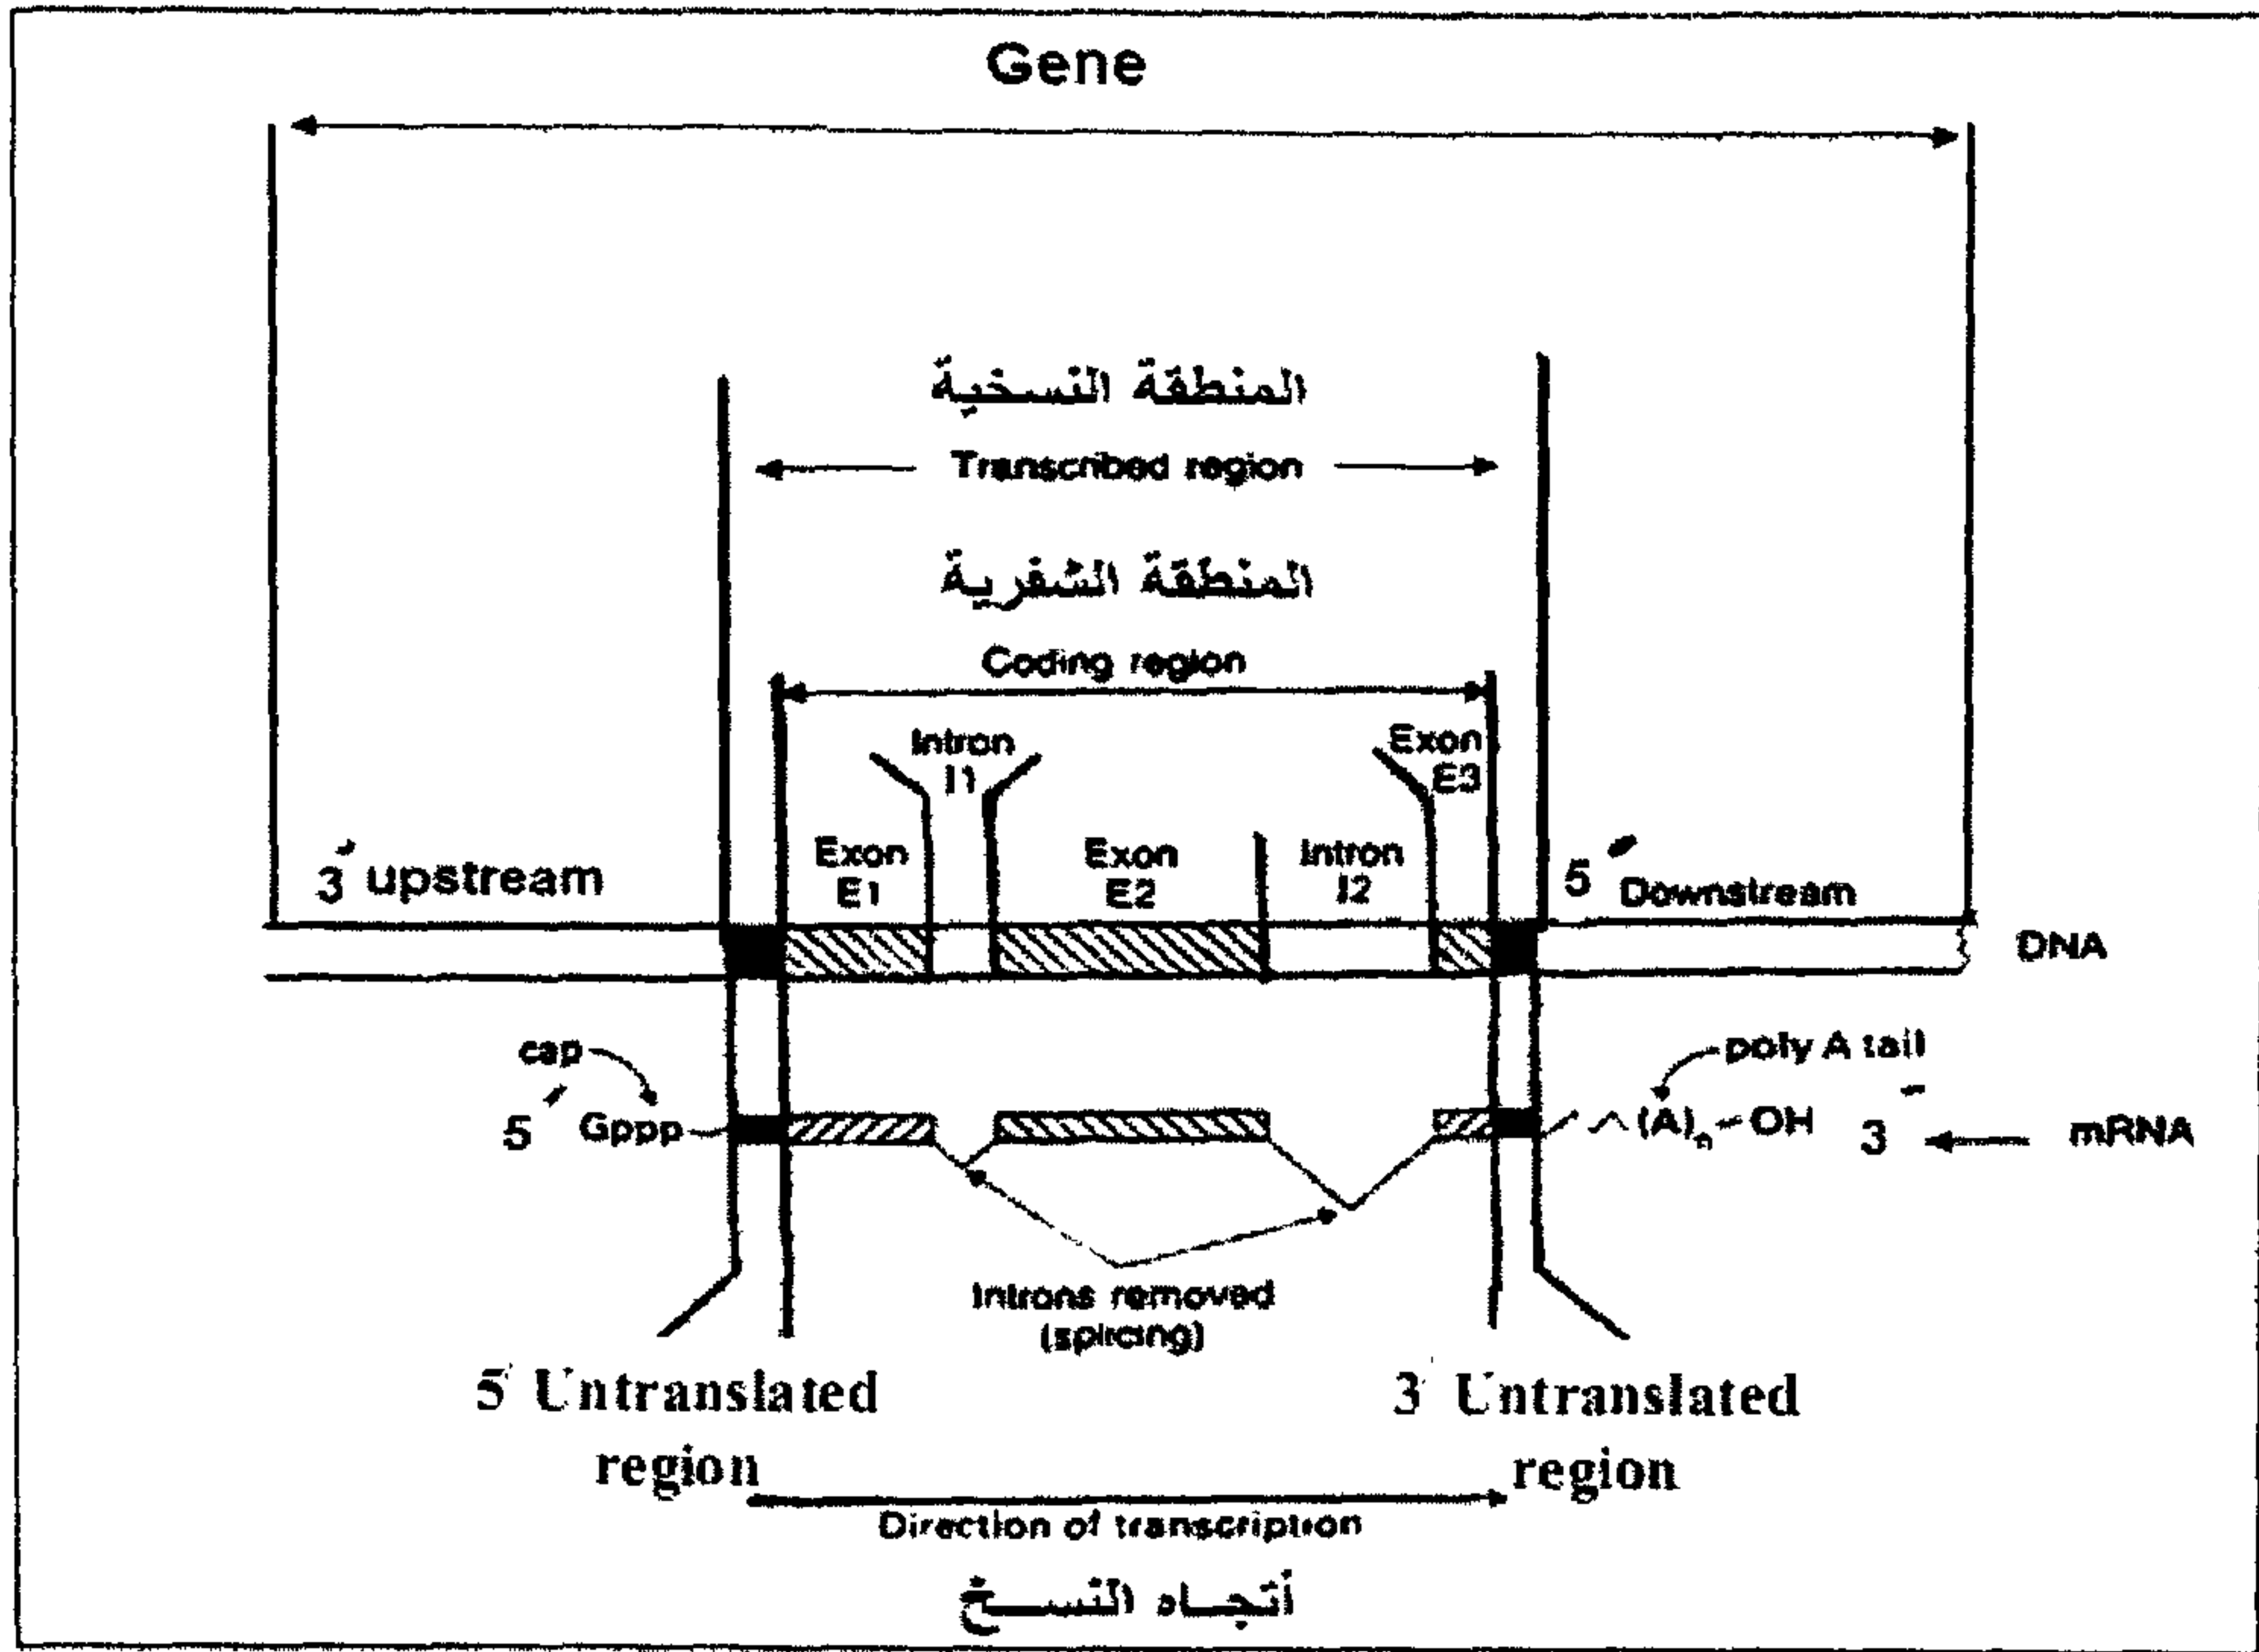 Gene
المنطقة النسخية
Transcribed region
المنطقة الشفرية
Coding region
Intron
I1
Exon
E3
3′ upstream
Exon
E1
Exon
E2
Intron
I2
5′ Downstream
DNA
cap
poly A tail
5′ Gppp
(A)n - OH 3′
mRNA
Introns removed
(splicing)
5′ Untranslated
region
3′ Untranslated
region
Direction of transcription
أتجــاه النســـخ